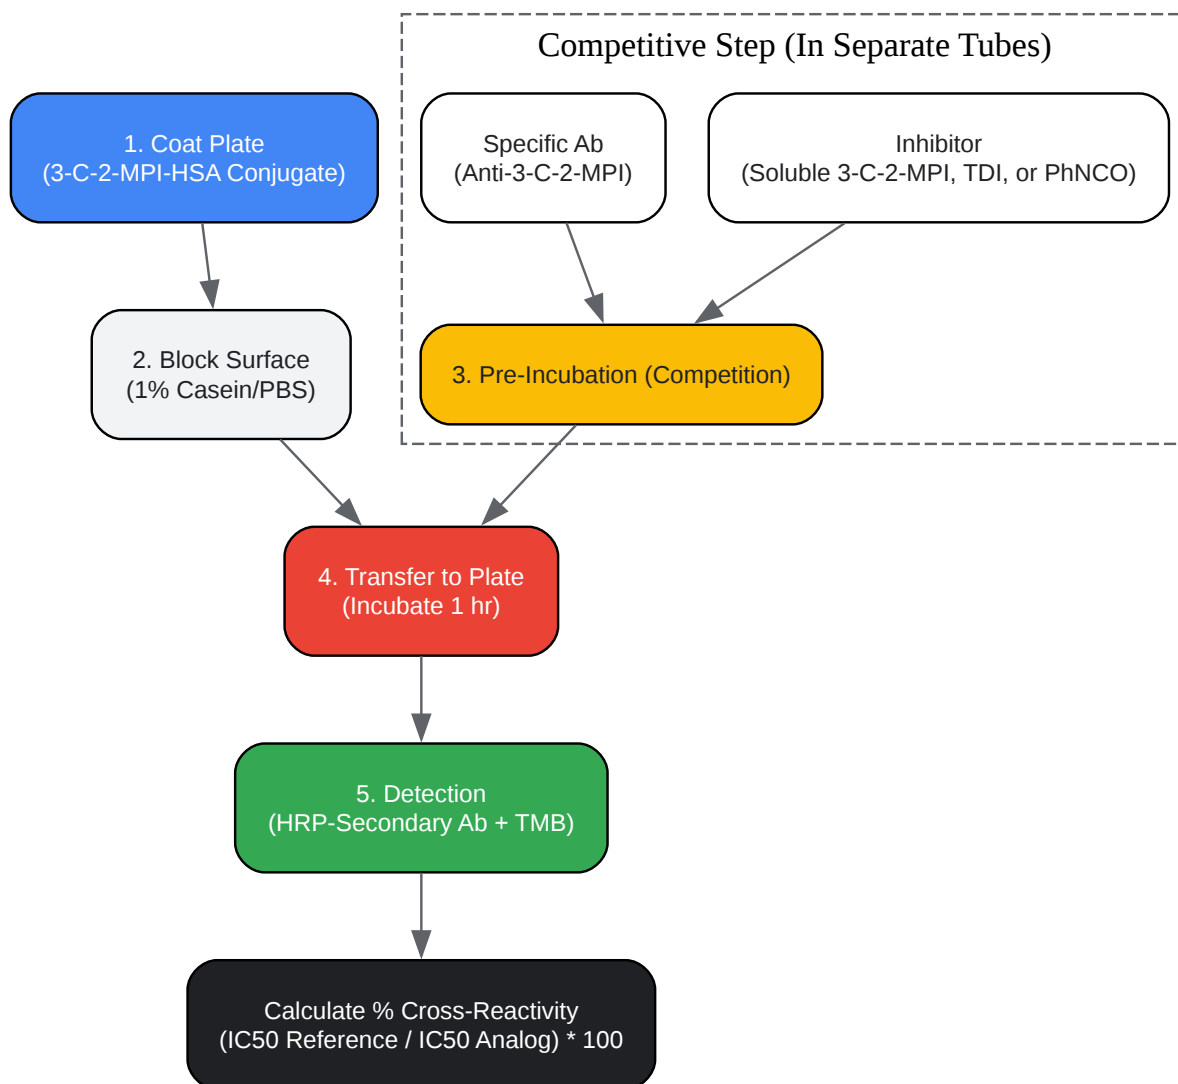 Competitive Step (In Separate Tubes)
1. Coat Plate
(3-C-2-MPI-HSA Conjugate)
Specific Ab
(Anti-3-C-2-MPI)
Inhibitor
(Soluble 3-C-2-MPI, TDI, or PhNCO)
2. Block Surface
(1% Casein/PBS)
3. Pre-Incubation (Competition)
4. Transfer to Plate
(Incubate 1 hr)
5. Detection
(HRP-Secondary Ab + TMB)
Calculate % Cross-Reactivity
(IC50 Reference / IC50 Analog) * 100